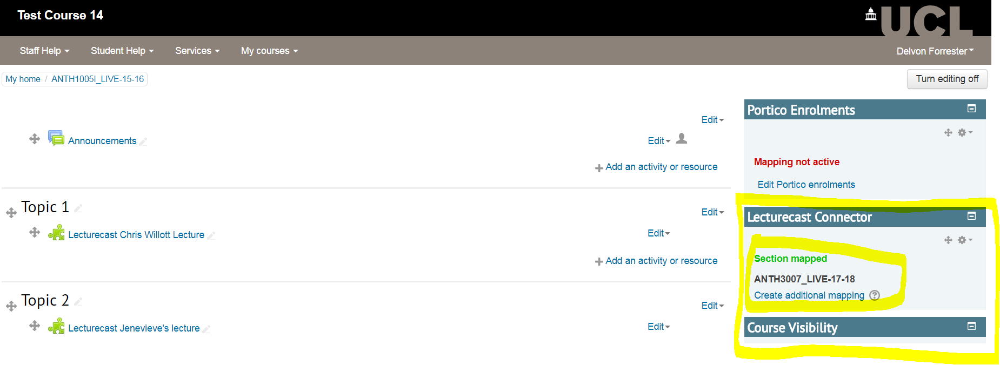 Test Course 14
UCL
Staff Help
Student Help
Services
My courses
Delvon Forrester
My home / ANTH1005I_LIVE-15-16
Turn editing off
Edit
Announcements
Edit
Add an activity or resource
Topic 1
Edit
Lecturecast Chris Willott Lecture
Edit
Add an activity or resource
Topic 2
Edit
Lecturecast Jenevieve's lecture
Edit
Portico Enrolments
Mapping not active
Edit Portico enrolments
Lecturecast Connector
Section mapped
ANTH3007_LIVE-17-18
Create additional mapping ?
Course Visibility